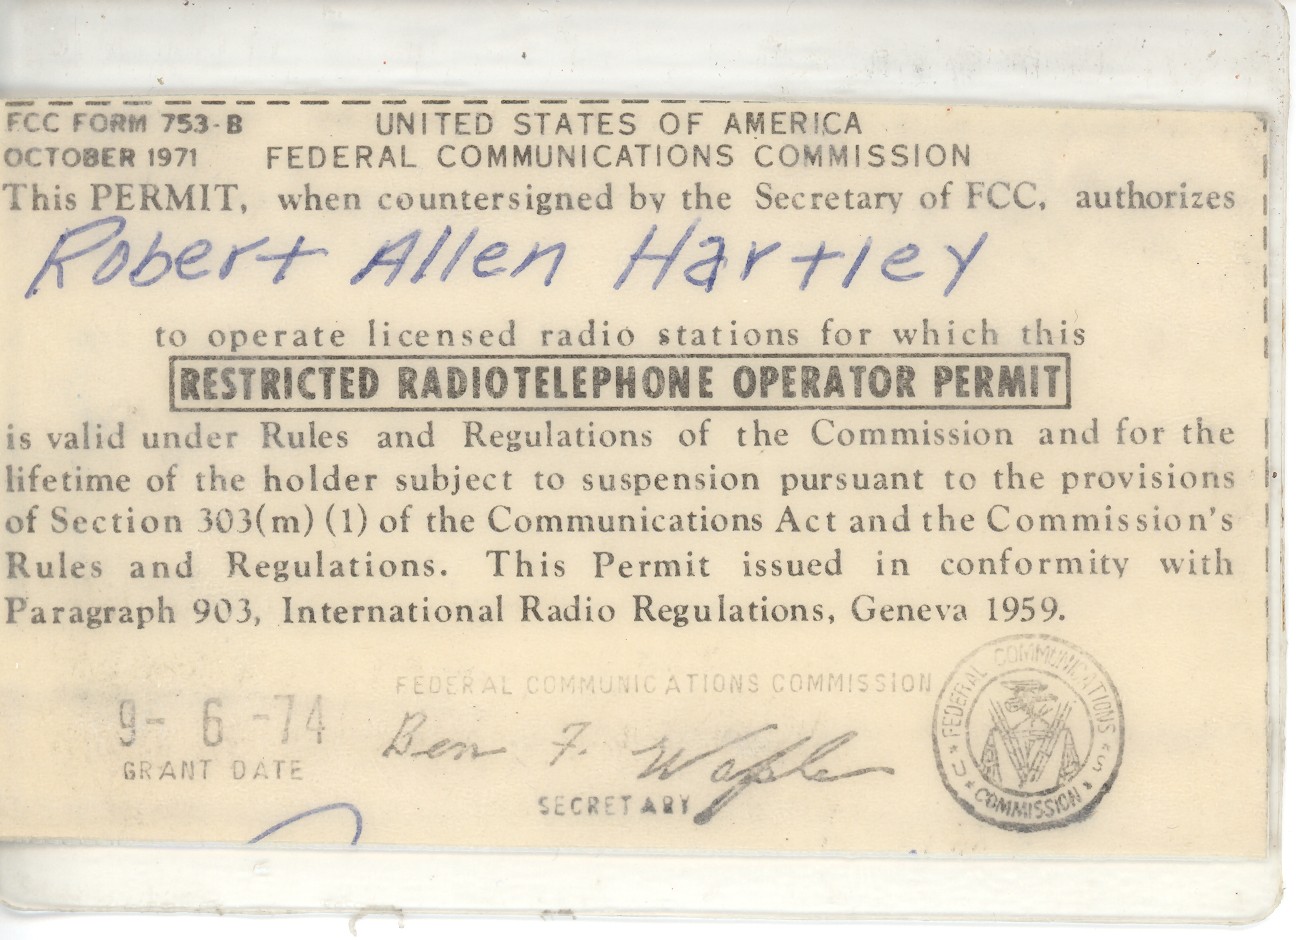 FCC FORM 753-B UNITED STATES OF AMERICA
OCTOBER 1971 FEDERAL COMMUNICATIONS COMMISSION
This PERMIT, when countersigned by the Secretary of FCC, authorizes
Robert Allen Hartley
to operate licensed radio stations for which this
RESTRICTED RADIOTELEPHONE OPERATOR PERMIT
is valid under Rules and Regulations of the Commission and for the
lifetime of the holder subject to suspension pursuant to the provisions
of Section 303(m) (1) of the Communications Act and the Commission's
Rules and Regulations. This Permit issued in conformity with
Paragraph 903, International Radio Regulations, Geneva 1959.
FEDERAL COMMUNICATIONS COMMISSION
9-6-74 Ben F. Waple
GRANT DATE
SECRETARY
FEDERAL COMMUNICATIONS COMMISSION U S